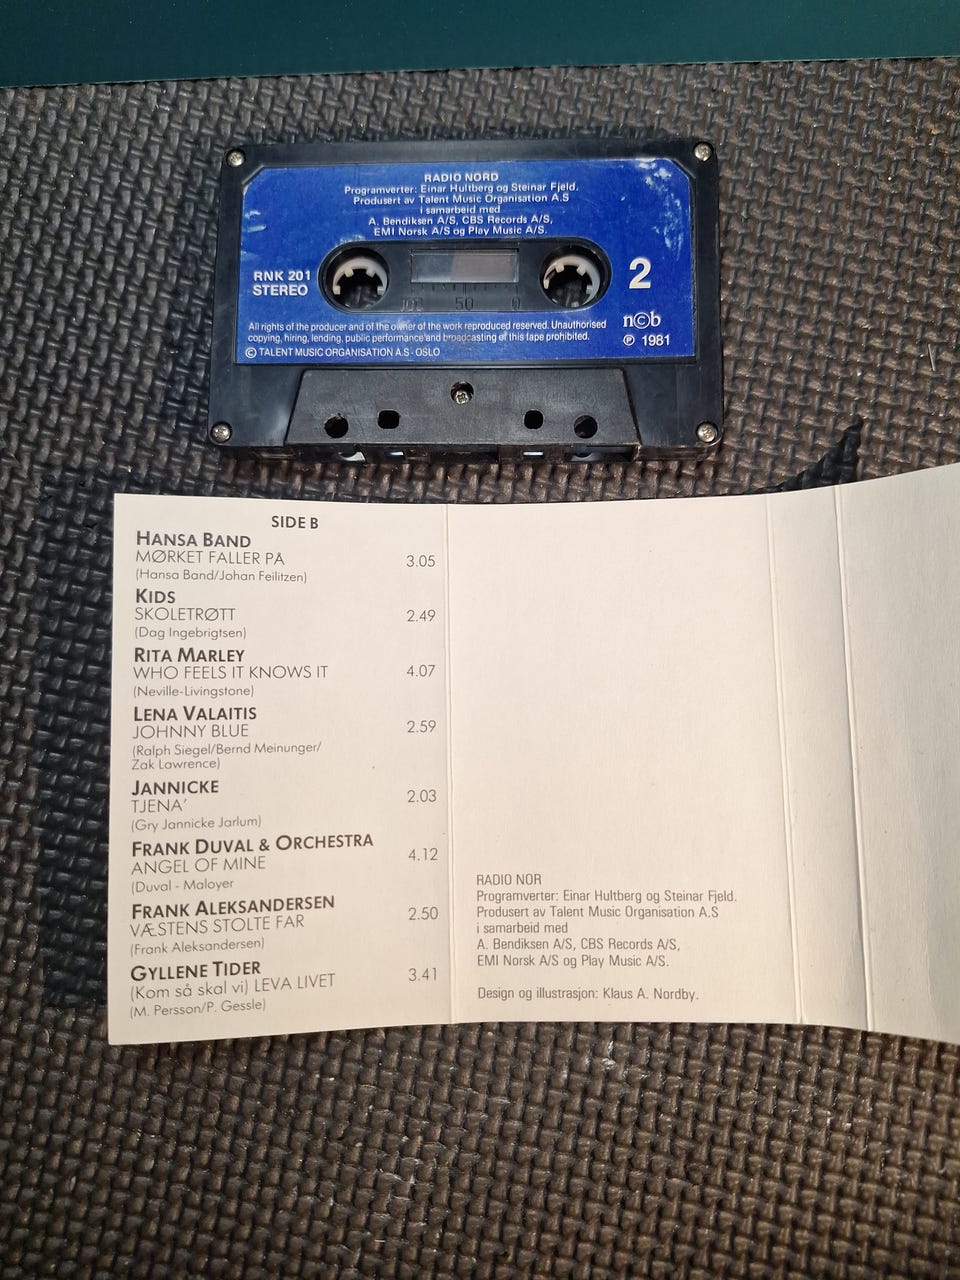 RADIO NORD
Programverter: Einar Hultberg og Steinar Fjeld.
Produsert av Talent Music Organisation A.S
i samarbeid med
A. Bendiksen A/S, CBS Records A/S,
EMI Norsk A/S og Play Music A/S.
RNK 201
STEREO
2
100 50 0
All rights of the producer and of the owner of the work reproduced reserved. Unauthorised
copying, hiring, lending, public performance and broadcasting of this tape prohibited.
© TALENT MUSIC ORGANISATION A.S - OSLO
n©b
℗ 1981
SIDE B
HANSA BAND
MØRKET FALLER PÅ 3.05
(Hansa Band/Johan Feilitzen)
KIDS
SKOLETRØTT 2.49
(Dag Ingebrigtsen)
RITA MARLEY
WHO FEELS IT KNOWS IT 4.07
(Neville-Livingstone)
LENA VALAITIS
JOHNNY BLUE 2.59
(Ralph Siegel/Bernd Meinunger/
Zak Lawrence)
JANNICKE
TJENA' 2.03
(Gry Jannicke Jarlum)
FRANK DUVAL & ORCHESTRA
ANGEL OF MINE 4.12
(Duval - Maloyer
FRANK ALEKSANDERSEN
VÆSTENS STOLTE FAR 2.50
(Frank Aleksandersen)
GYLLENE TIDER
(Kom så skal vi) LEVA LIVET 3.41
(M. Persson/P. Gessle)
RADIO NOR
Programverter: Einar Hultberg og Steinar Fjeld.
Produsert av Talent Music Organisation A.S
i samarbeid med
A. Bendiksen A/S, CBS Records A/S,
EMI Norsk A/S og Play Music A/S.
Design og illustrasjon: Klaus A. Nordby.